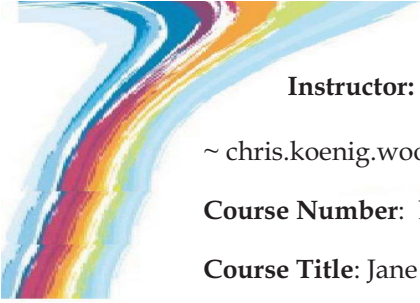 Instructor:
~ chris.koenig.woo
Course Number:
Course Title: Jane